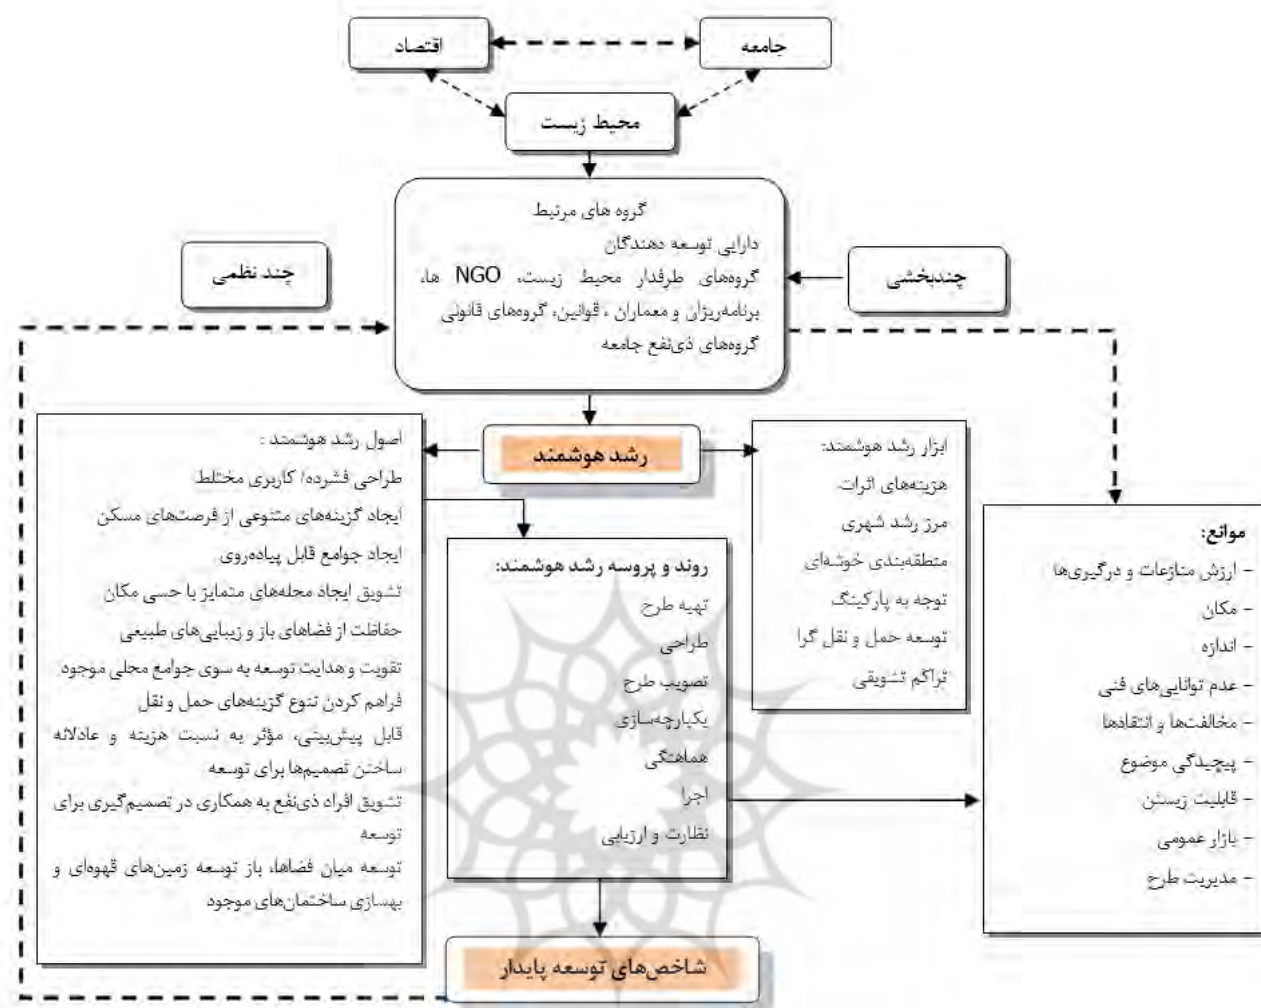 جامعه
اقتصاد
محیط زیست
گروه های مرتبط
دارایی توسعه دهندگان
گروه‌های طرفدار محیط زیست، NGO ها،
برنامه‌ریزان و معماران ، قوانین، گروه‌های قانونی
گروه‌های ذی‌نفع جامعه
چندبخشی
چند نظمی
رشد هوشمند
اصول رشد هوشمند :
طراحی فشرده/ کاربری مختلط
ایجاد گزینه‌های متنوعی از فرصت‌های مسکن
ایجاد جوامع قابل پیاده‌روی
تشویق ایجاد محله‌های متمایز با حسی مکان
حفاظت از فضاهای باز و زیبایی‌های طبیعی
تقویت و هدایت توسعه به سوی جوامع محلی موجود
فراهم کردن تنوع گزینه‌های حمل و نقل
قابل پیش‌بینی، مؤثر به نسبت هزینه و عادلانه
ساختن تصمیم‌ها برای توسعه
تشویق افراد ذی‌نفع به همکاری در تصمیم‌گیری برای
توسعه
توسعه میان فضاها، باز توسعه زمین‌های قهوه‌ای و
بهسازی ساختمان‌های موجود
ابزار رشد هوشمند:
هزینه‌های اثرات
مرز رشد شهری
منطقه‌بندی خوشه‌ای
توجه به پارکینگ
توسعه حمل و نقل گرا
تراکم تشویقی
روند و پروسه رشد هوشمند:
تهیه طرح
طراحی
تصویب طرح
یکپارچه‌سازی
هماهنگی
اجرا
نظارت و ارزیابی
موانع:
- ارزش منازعات و درگیری‌ها
- مکان
- اندازه
- عدم توانایی‌های فنی
- مخالفت‌ها و انتقادها
- پیچیدگی موضوع
- قابلیت زیستن
- بازار عمومی
- مدیریت طرح
شاخص‌های توسعه پایدار